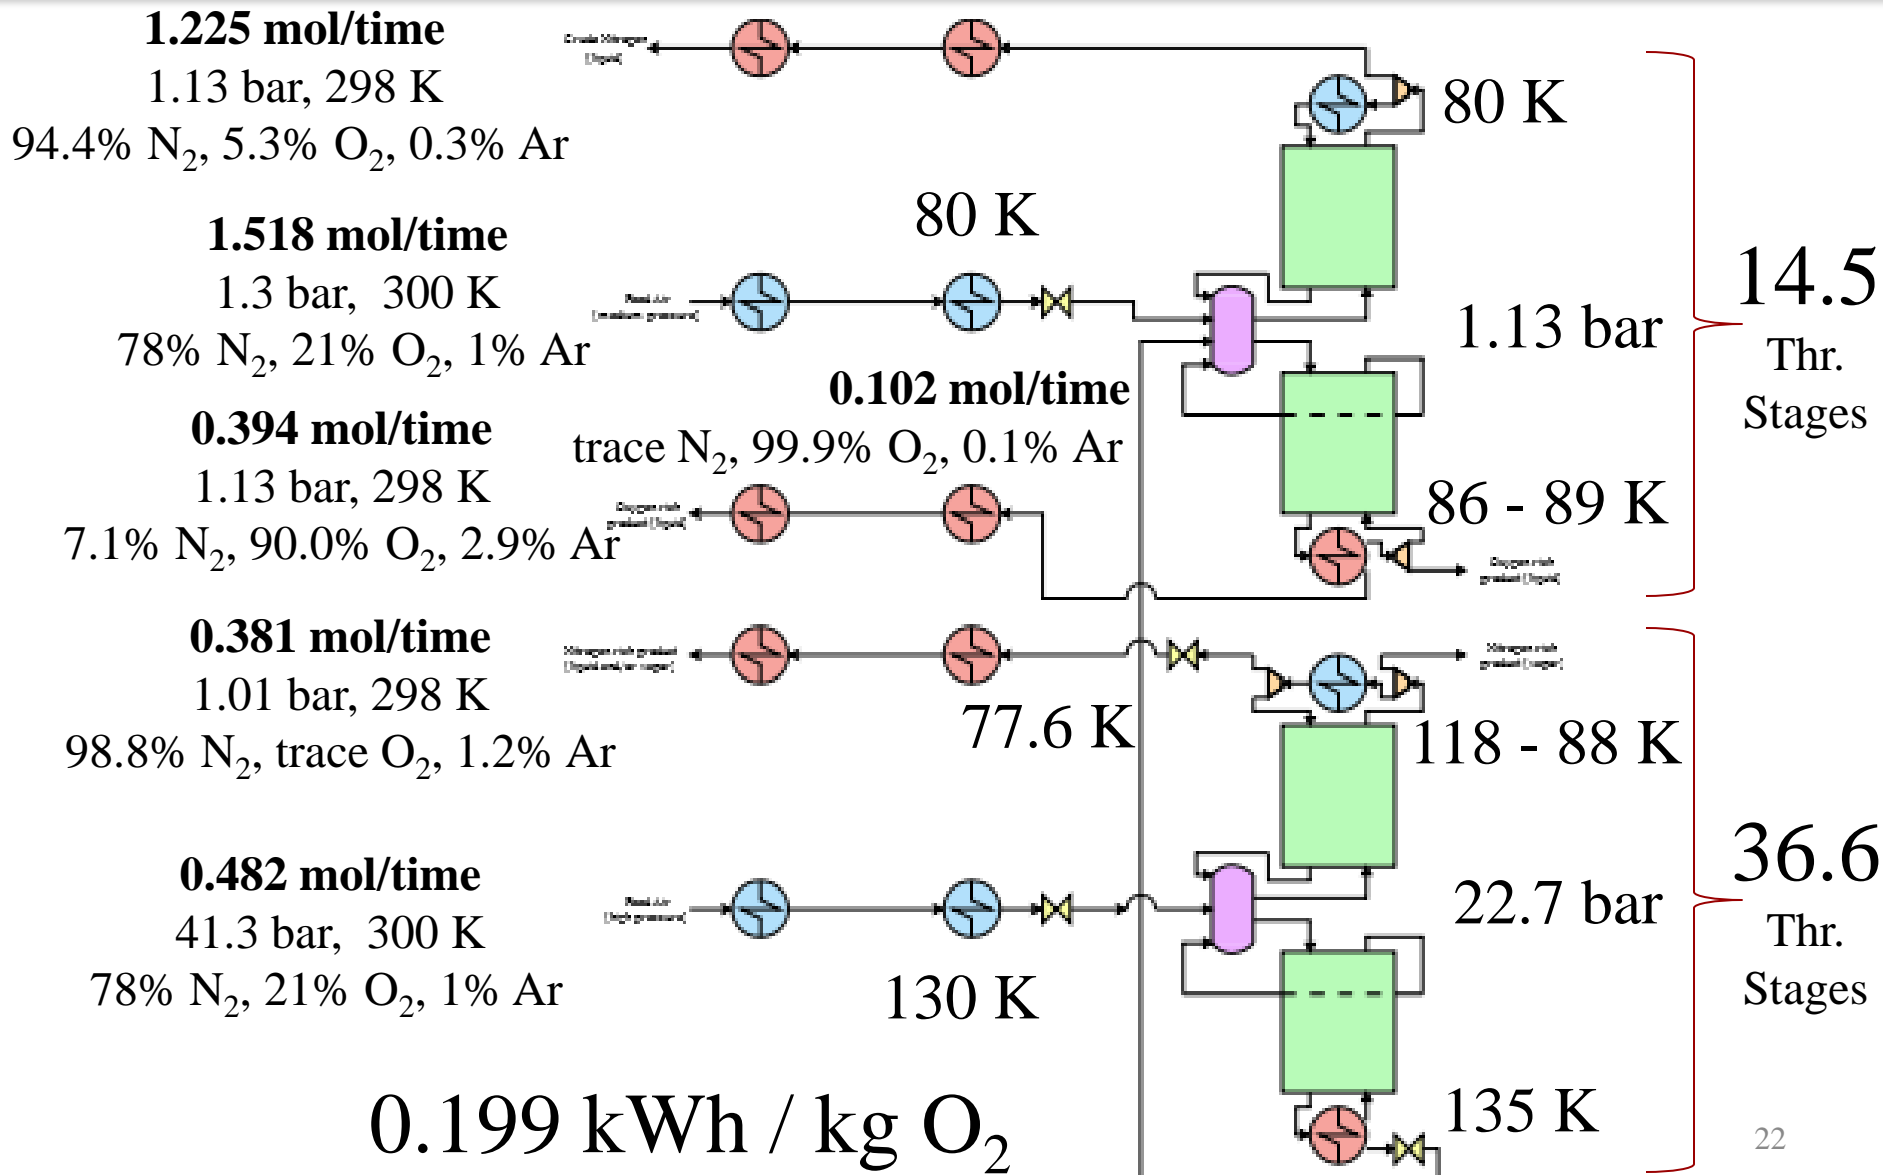 1.225 mol/time
1.13 bar, 298 K
94.4% N₂, 5.3% O₂, 0.3% Ar
80 K
80 K
1.518 mol/time
1.3 bar, 300 K
78% N₂, 21% O₂, 1% Ar
1.13 bar
14.5
Thr.
Stages
0.102 mol/time
trace N₂, 99.9% O₂, 0.1% Ar
0.394 mol/time
1.13 bar, 298 K
7.1% N₂, 90.0% O₂, 2.9% Ar
86 - 89 K
0.381 mol/time
1.01 bar, 298 K
98.8% N₂, trace O₂, 1.2% Ar
77.6 K
118 - 88 K
0.482 mol/time
41.3 bar, 300 K
78% N₂, 21% O₂, 1% Ar
130 K
22.7 bar
36.6
Thr.
Stages
135 K
0.199 kWh / kg O₂
22